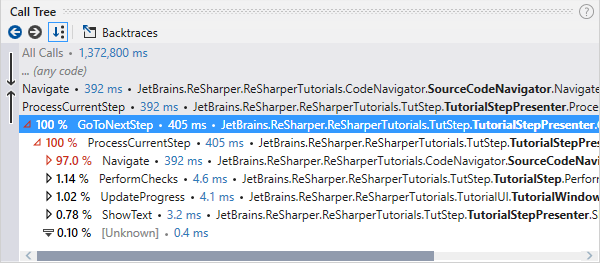 Call Tree
Backtraces
All Calls • 1,372,800 ms
... (any code)
Navigate • 392 ms • JetBrains.ReSharper.ReSharperTutorials.CodeNavigator.SourceCodeNavigator.Navigate
ProcessCurrentStep • 392 ms • JetBrains.ReSharper.ReSharperTutorials.TutStep.TutorialStepPresenter.Proce
100 % GoToNextStep • 405 ms • JetBrains.ReSharper.ReSharperTutorials.TutStep.TutorialStepPresenter.
100 % ProcessCurrentStep • 405 ms • JetBrains.ReSharper.ReSharperTutorials.TutStep.TutorialStepPre
97.0 % Navigate • 392 ms • JetBrains.ReSharper.ReSharperTutorials.CodeNavigator.SourceCodeNavi
1.14 % PerformChecks • 4.6 ms • JetBrains.ReSharper.ReSharperTutorials.TutStep.TutorialStep.Perform
1.02 % UpdateProgress • 4.1 ms • JetBrains.ReSharper.ReSharperTutorials.TutorialUI.TutorialWindow
0.78 % ShowText • 3.2 ms • JetBrains.ReSharper.ReSharperTutorials.TutStep.TutorialStepPresenter.S
0.10 % [Unknown] • 0.4 ms